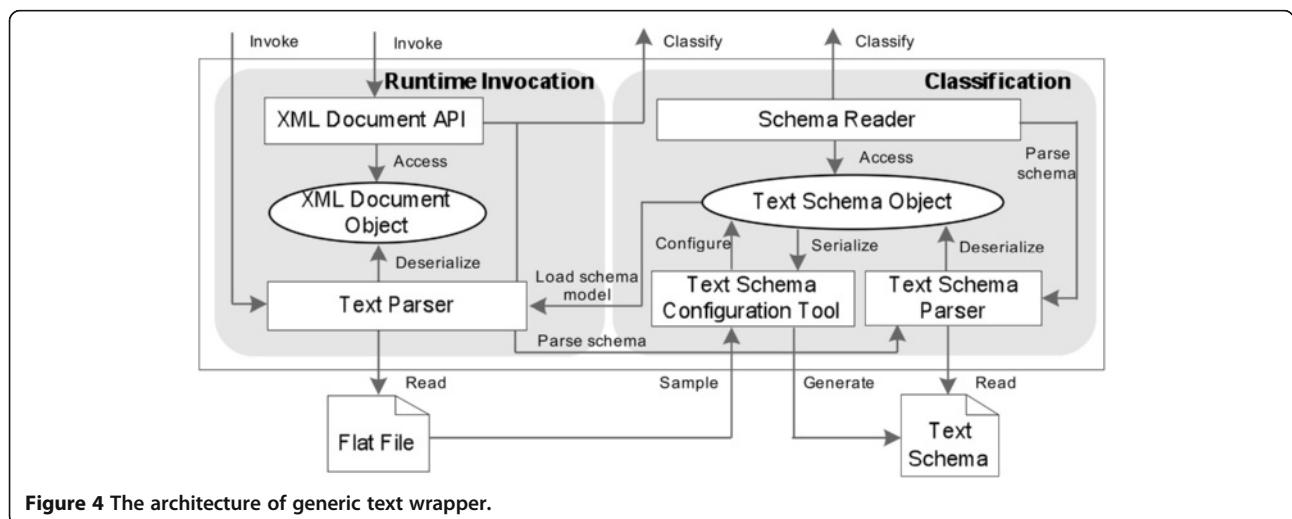 Invoke
Invoke
Classify
Classify
Runtime Invocation
Classification
XML Document API
Schema Reader
Access
Access
Parse
schema
XML Document
Object
Text Schema Object
Configure
Serialize
Deserialize
Deserialize
Load schema
model
Text Parser
Text Schema
Configuration Tool
Text Schema
Parser
Parse schema
Read
Sample
Generate
Read
Flat File
Text
Schema
Figure 4 The architecture of generic text wrapper.